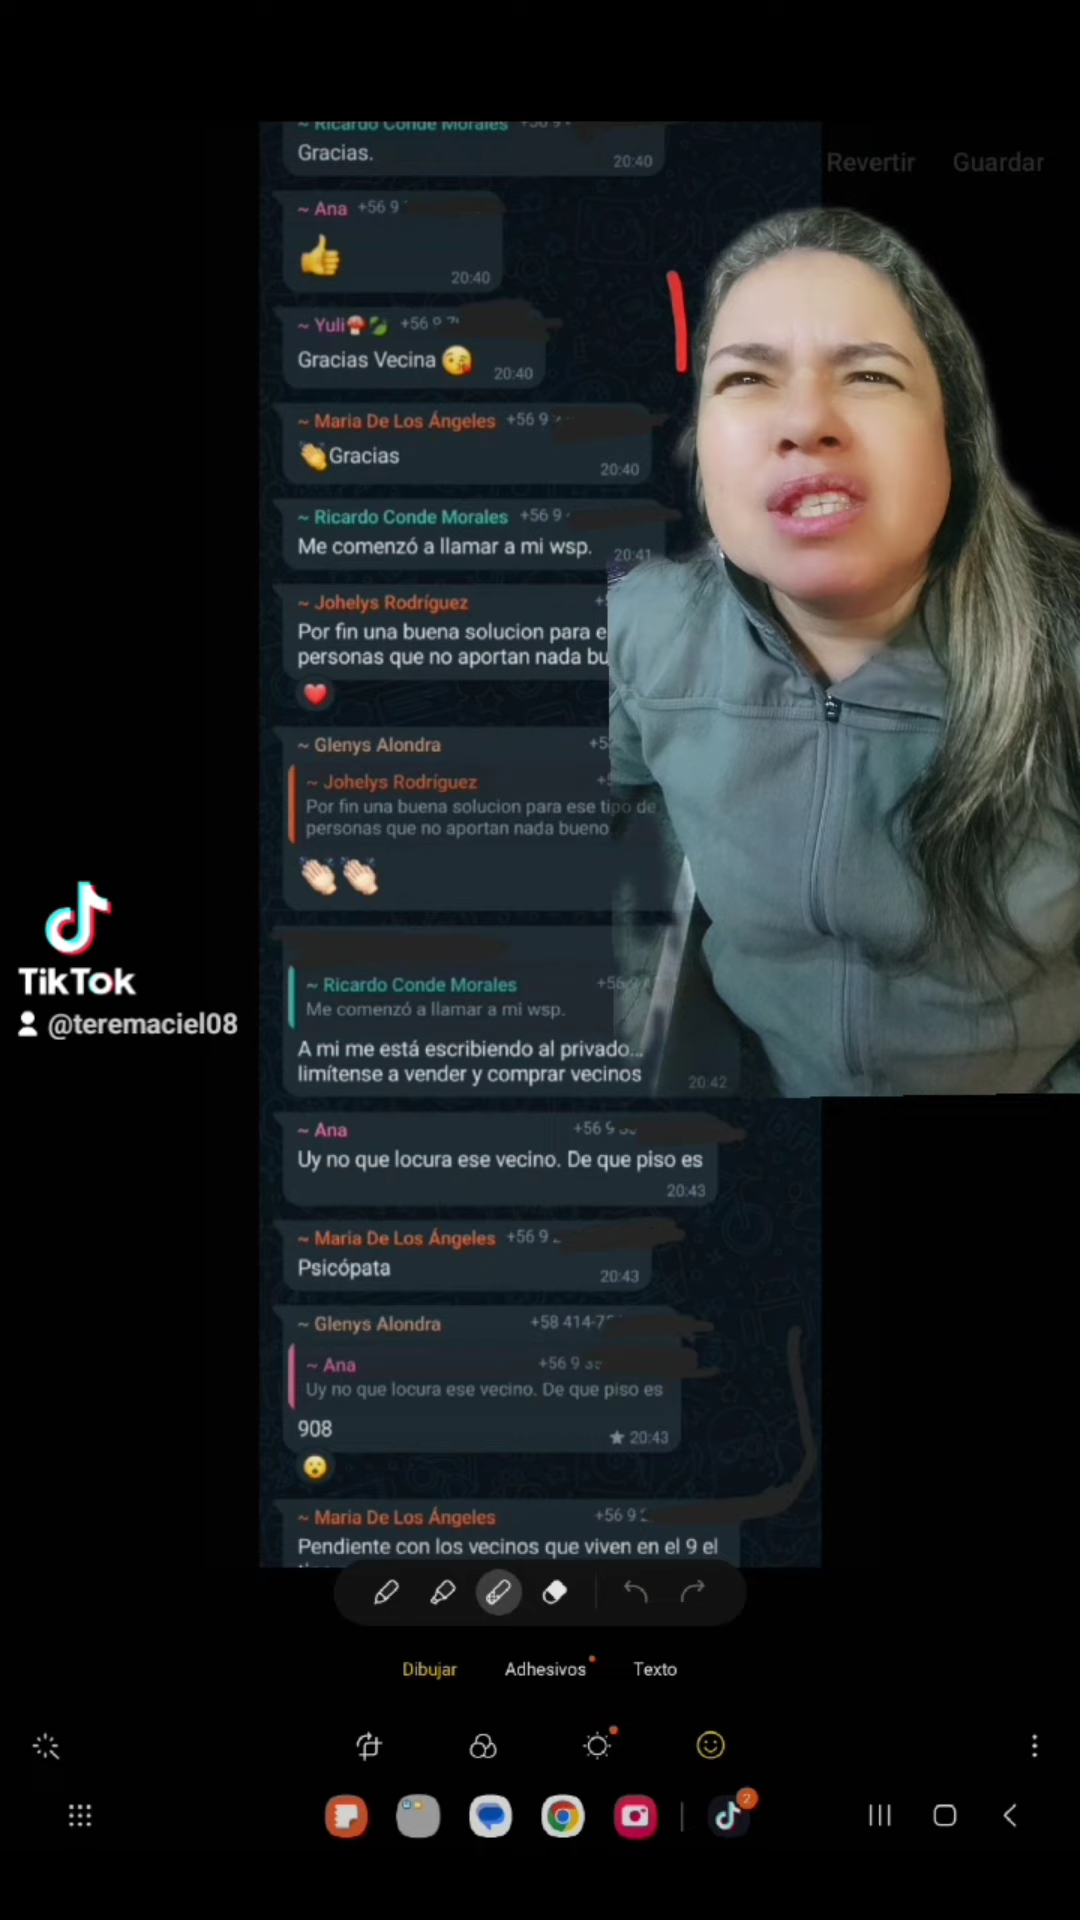 ~ Ricardo Conde Morales
Gracias.
20:40
Revertir Guardar
~ Ana +56 9
20:40
~ Yuli +56 9
Gracias Vecina
20:40
~ Maria De Los Ángeles +56 9
Gracias
20:40
~ Ricardo Conde Morales +56 9
Me comenzó a llamar a mi wsp.
20:41
~ Johelys Rodríguez
Por fin una buena solucion para e
personas que no aportan nada bu
~ Glenys Alondra
~ Johelys Rodríguez
Por fin una buena solucion para ese tipo de
personas que no aportan nada bueno
~ Ricardo Conde Morales
Me comenzó a llamar a mi wsp.
A mi me está escribiendo al privado...
limítense a vender y comprar vecinos
20:42
~ Ana +56 9
Uy no que locura ese vecino. De que piso es
20:43
~ Maria De Los Ángeles +56 9
Psicópata
20:43
~ Glenys Alondra +58 414-7
~ Ana +56 9
Uy no que locura ese vecino. De que piso es
908
20:43
~ Maria De Los Ángeles +56 9
Pendiente con los vecinos que viven en el 9 el
TikTok
@teremaciel08
Dibujar Adhesivos Texto
2